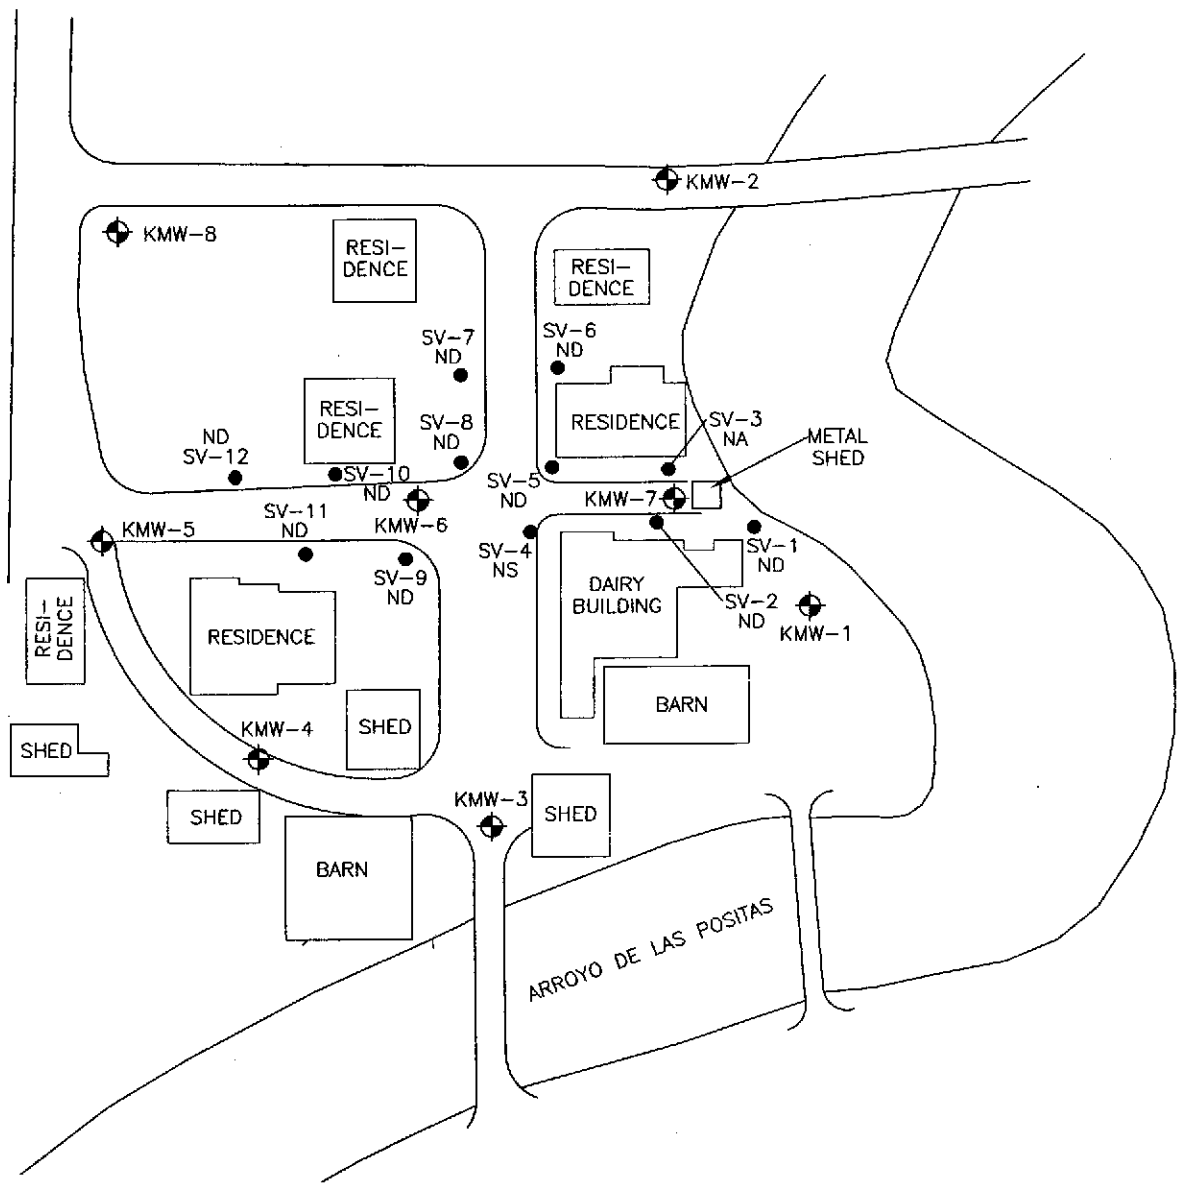 KMW-2
KMW-8
RESI-
DENCE
RESI-
DENCE
SV-7
ND
SV-6
ND
RESI-
DENCE
SV-8
ND
RESIDENCE
SV-3
NA
METAL
SHED
ND
SV-12
SV-10
ND
SV-5
ND
KMW-7
SV-11
ND
KMW-6
KMW-5
SV-9
ND
SV-4
NS
SV-1
ND
DAIRY
BUILDING
SV-2
ND
KMW-1
RESI-
DENCE
RESIDENCE
BARN
SHED
KMW-4
SHED
KMW-3
SHED
SHED
BARN
ARROYO DE LAS POSITAS